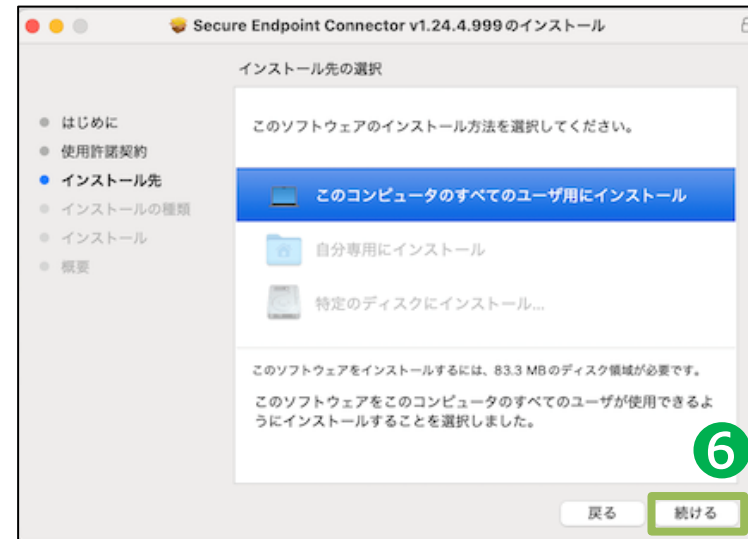 Secure Endpoint Connector v1.24.4.999のインストール
インストール先の選択
はじめに
使用許諾契約
インストール先
インストールの種類
インストール
概要
このソフトウェアのインストール方法を選択してください。
このコンピュータのすべてのユーザ用にインストール
自分専用にインストール
特定のディスクにインストール...
このソフトウェアをインストールするには、83.3 MBのディスク領域が必要です。
このソフトウェアをこのコンピュータのすべてのユーザが使用できるよ
うにインストールすることを選択しました。
6
戻る
続ける